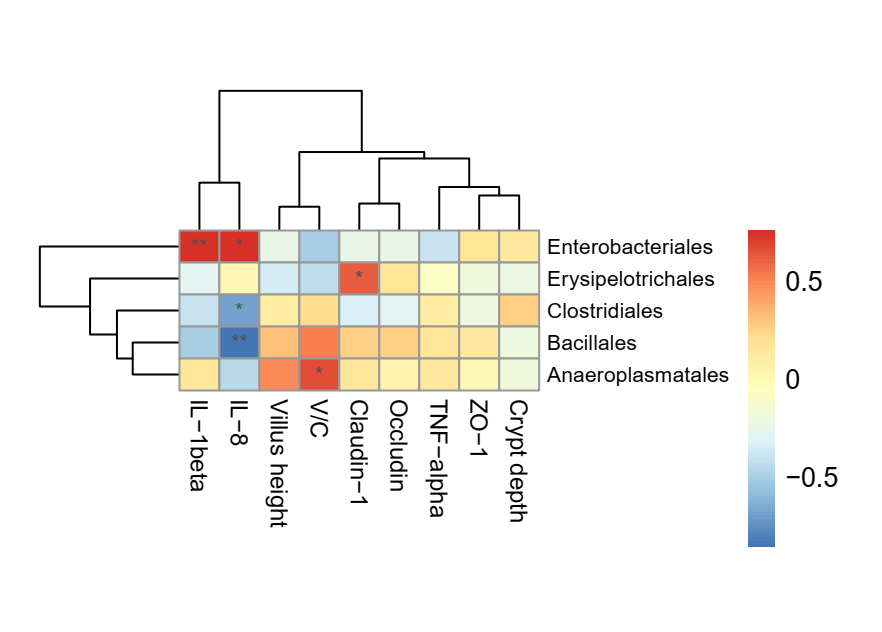 ** * Enterobacteriales
* Erysipelotrichales
* Clostridiales
** Bacillales
* Anaeroplasmatales
IL−1beta
IL−8
Villus height
V/C
Claudin−1
Occludin
TNF−alpha
ZO−1
Crypt depth
0.5
0
−0.5